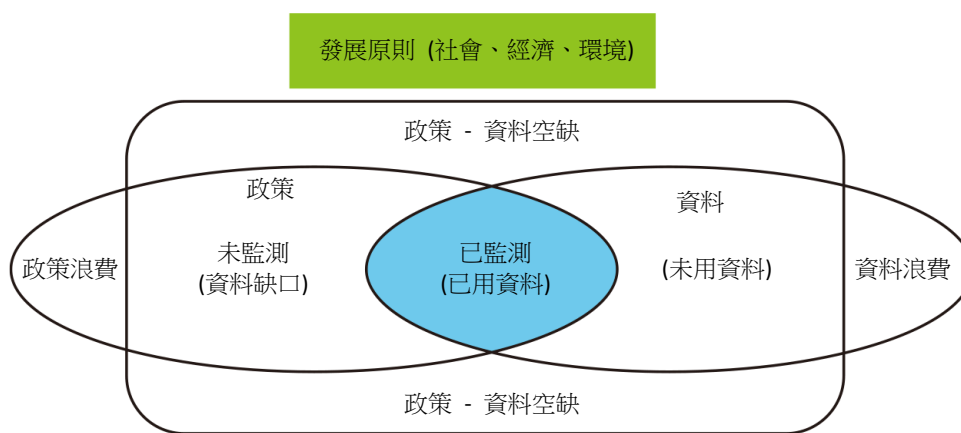 發展原則 (社會、經濟、環境)
政策 - 資料空缺
政策
資料
政策浪費
未監測
(資料缺口)
已監測
(已用資料)
(未用資料)
資料浪費
政策 - 資料空缺